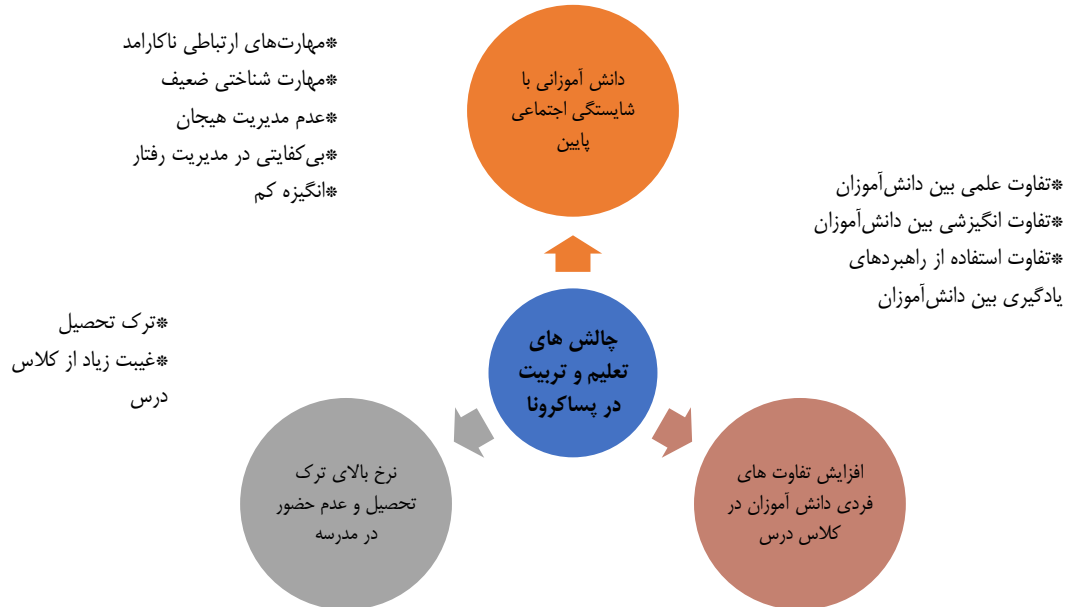 *مهارت‌های ارتباطی ناکارامد
*مهارت شناختی ضعیف
*عدم مدیریت هیجان
*بی‌کفایتی در مدیریت رفتار
*انگیزه کم
دانش آموزانی با
شایستگی اجتماعی
پایین
*تفاوت علمی بین دانش‌آموزان
*تفاوت انگیزشی بین دانش‌آموزان
*تفاوت استفاده از راهبردهای
یادگیری بین دانش‌آموزان
چالش های
تعلیم و تربیت
در پساکرونا
*ترک تحصیل
*غیبت زیاد از کلاس
درس
افزایش تفاوت های
فردی دانش آموزان در
کلاس درس
نرخ بالای ترک
تحصیل و عدم حضور
در مدرسه